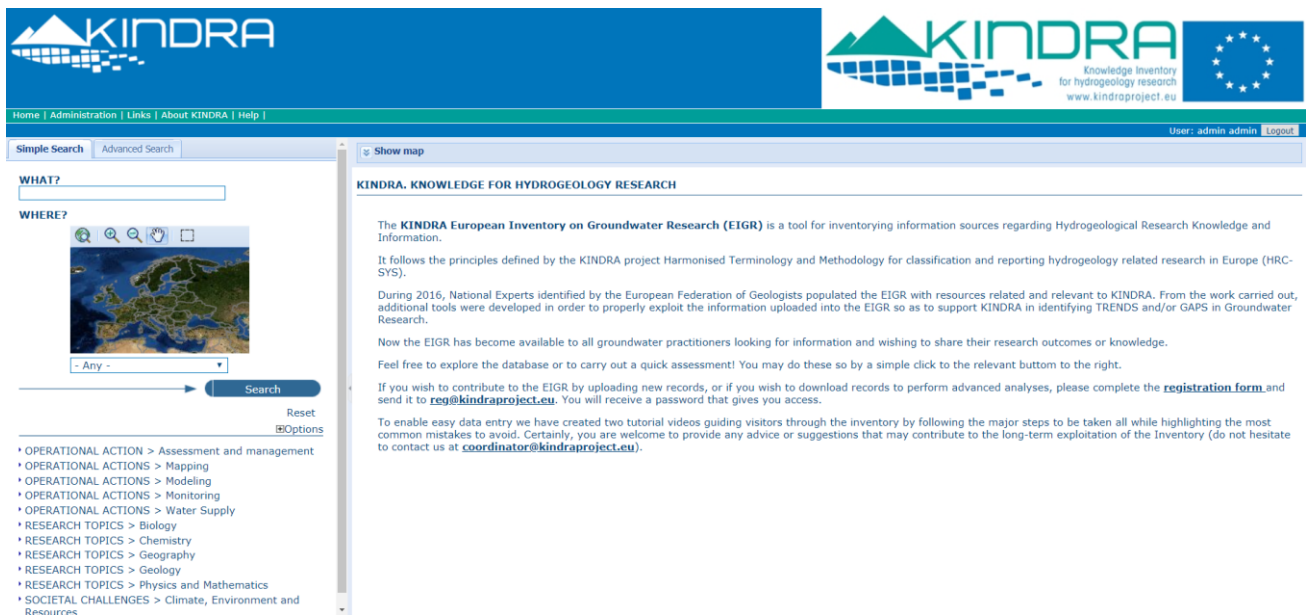 KINDRA
KINDRA
Knowledge Inventory
for hydrogeology research
www.kindraproject.eu
Home | Administration | Links | About KINDRA | Help |
User: admin admin Logout
Simple Search Advanced Search
Show map
WHAT?
WHERE?
- Any -
Search
Reset
Options
OPERATIONAL ACTION > Assessment and management
OPERATIONAL ACTIONS > Mapping
OPERATIONAL ACTIONS > Modeling
OPERATIONAL ACTIONS > Monitoring
OPERATIONAL ACTIONS > Water Supply
RESEARCH TOPICS > Biology
RESEARCH TOPICS > Chemistry
RESEARCH TOPICS > Geography
RESEARCH TOPICS > Geology
RESEARCH TOPICS > Physics and Mathematics
SOCIETAL CHALLENGES > Climate, Environment and
Resources
KINDRA. KNOWLEDGE FOR HYDROGEOLOGY RESEARCH
The KINDRA European Inventory on Groundwater Research (EIGR) is a tool for inventorying information sources regarding Hydrogeological Research Knowledge and
Information.
It follows the principles defined by the KINDRA project Harmonised Terminology and Methodology for classification and reporting hydrogeology related research in Europe (HRC-
SYS).
During 2016, National Experts identified by the European Federation of Geologists populated the EIGR with resources related and relevant to KINDRA. From the work carried out,
additional tools were developed in order to properly exploit the information uploaded into the EIGR so as to support KINDRA in identifying TRENDS and/or GAPS in Groundwater
Research.
Now the EIGR has become available to all groundwater practitioners looking for information and wishing to share their research outcomes or knowledge.
Feel free to explore the database or to carry out a quick assessment! You may do these so by a simple click to the relevant buttom to the right.
If you wish to contribute to the EIGR by uploading new records, or if you wish to download records to perform advanced analyses, please complete the registration form and
send it to reg@kindraproject.eu. You will receive a password that gives you access.
To enable easy data entry we have created two tutorial videos guiding visitors through the inventory by following the major steps to be taken all while highlighting the most
common mistakes to avoid. Certainly, you are welcome to provide any advice or suggestions that may contribute to the long-term exploitation of the Inventory (do not hesitate
to contact us at coordinator@kindraproject.eu).